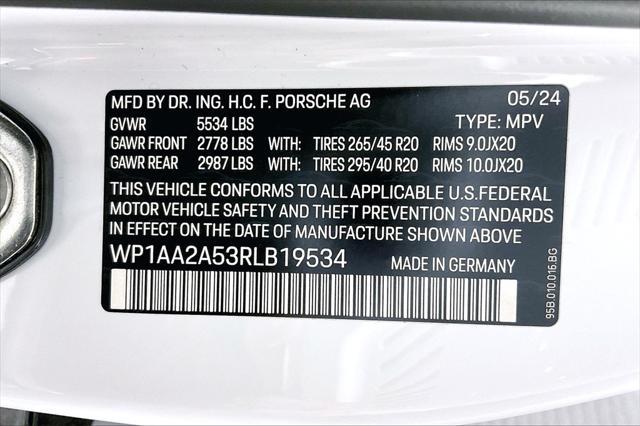 MFD BY DR. ING. H.C. F. PORSCHE AG 05/24
GVWR 5534 LBS TYPE: MPV
GAWR FRONT 2778 LBS WITH: TIRES 265/45 R20 RIMS 9.0JX20
GAWR REAR 2987 LBS WITH: TIRES 295/40 R20 RIMS 10.0JX20
THIS VEHICLE CONFORMS TO ALL APPLICABLE U.S.FEDERAL
MOTOR VEHICLE SAFETY AND THEFT PREVENTION STANDARDS
IN EFFECT ON THE DATE OF MANUFACTURE SHOWN ABOVE
WP1AA2A53RLB19534 MADE IN GERMANY
95B.010.016.BG